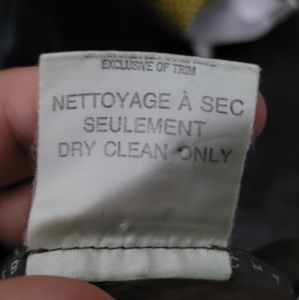 EXCLUSIVE OF TRIM
NETTOYAGE À SEC
SEULEMENT
DRY CLEAN ONLY